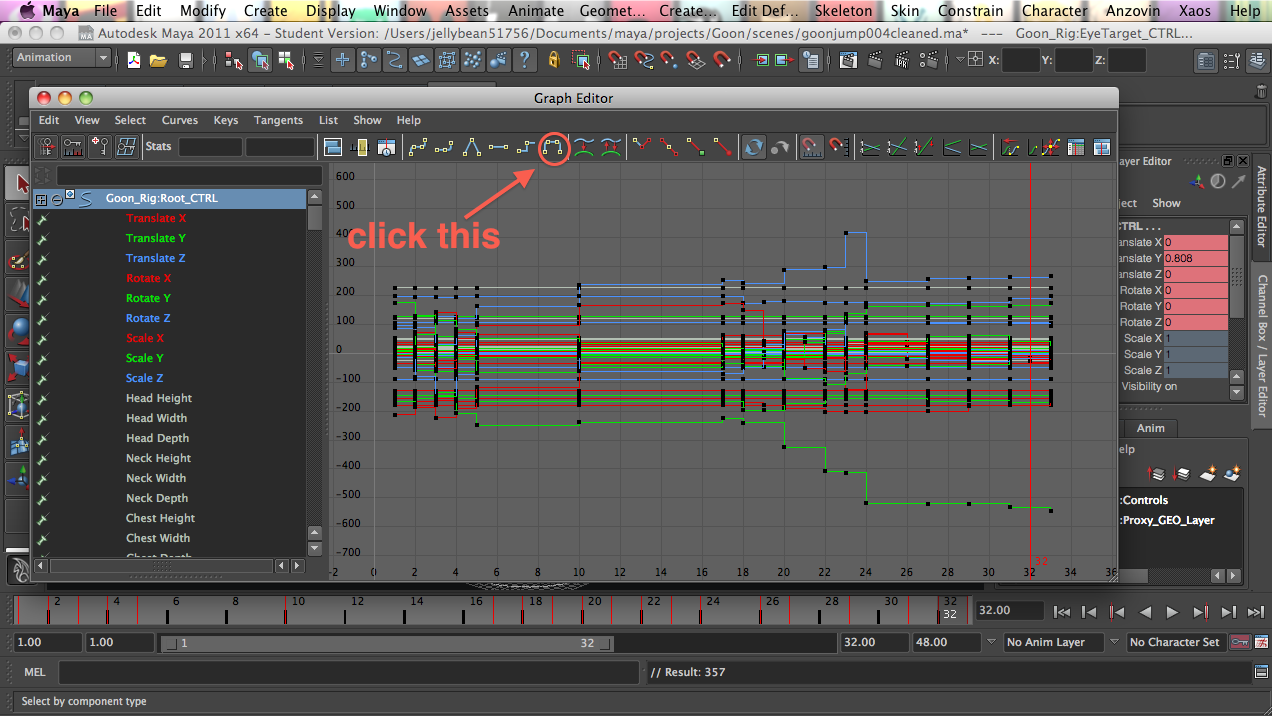 Maya File Edit Modify Create Display Window Assets Animate Geomet... Create... Edit Def... Skeleton Skin Constrain Character Anzovin Xaos Help
Autodesk Maya 2011 x64 - Student Version: /Users/jellybean51756/Documents/maya/projects/Goon/scenes/goonjump004cleaned.ma* --- Goon_Rig:EyeTarget_CTRL...
Animation X: Y: Z:
Graph Editor
Edit View Select Curves Keys Tangents List Show Help
Stats
click this
Goon_Rig:Root_CTRL
Translate X
Translate Y
Translate Z
Rotate X
Rotate Y
Rotate Z
Scale X
Scale Y
Scale Z
Head Height
Head Width
Head Depth
Neck Height
Neck Width
Neck Depth
Chest Height
Chest Width
Chest Depth
600
500
400
300
200
100
0
-100
-200
-300
-400
-500
-600
-700
-2 0 2 4 6 8 10 12 14 16 18 20 22 24 26 28 30 32 34 36
32
ayer Editor
ject Show
CTRL . . .
anslate X 0
anslate Y 0.808
anslate Z 0
Rotate X 0
Rotate Y 0
Rotate Z 0
Scale X 1
Scale Y 1
Scale Z 1
Visibility on
Attribute Editor
Channel Box / Layer Editor
Anim
elp
:Controls
:Proxy_GEO_Layer
2 4 6 8 10 12 14 16 18 20 22 24 26 28 30 32
32
32.00
1.00 1.00 1 32 32.00 48.00 No Anim Layer No Character Set
MEL // Result: 357
Select by component type